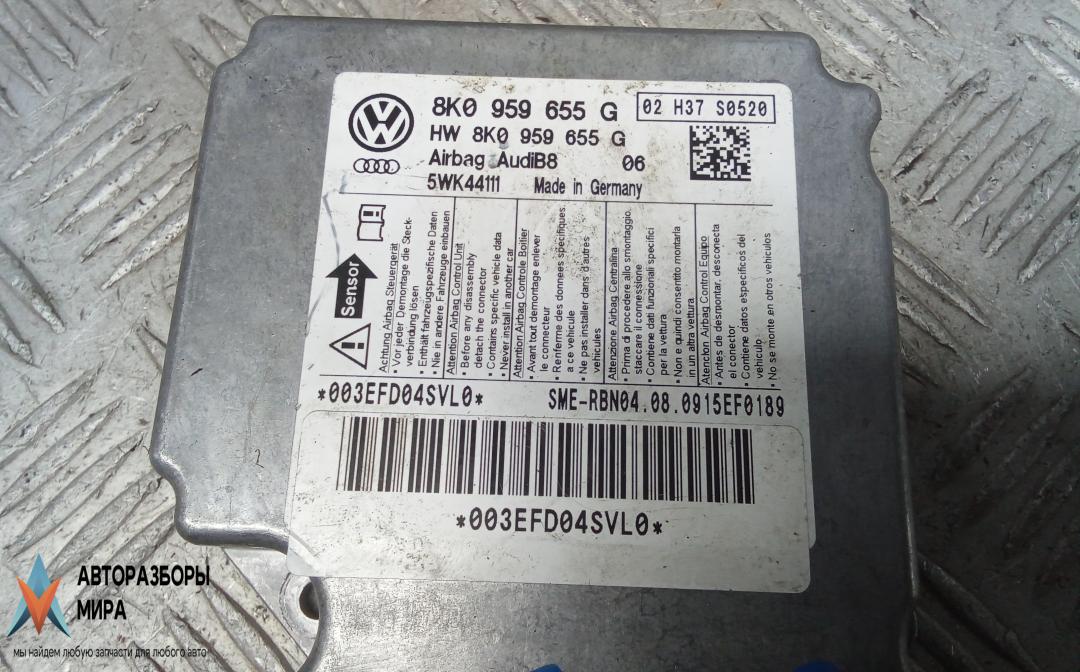 8K0 959 655 G
02 H37 S0520
HW 8K0 959 655 G
Airbag AudiB8 06
5WK44111 Made in Germany
Sensor
Achtung Airbag Steuergerät
• Vor jeder Demontage die Steck-
verbindung lösen
• Enthält fahrzeugspezifische Daten
• Nie in andere Fahrzeuge einbauen
Attention Airbag Control Unit
• Before any disassembly
detach the connector
• Contains specific vehicle data
• Never install in another car
Attention Airbag Controle Boitier
• Avant tout demontage enlever
le connecteur
• Renferme des donnees specifiques
a ce vehicule
• Ne pas installer dans d'autres
vehicules
Attenzione Airbag Centralina
• Prima di procedere allo smontaggio,
staccare il connessione
• Contiene dati funzionali specifici
per la vettura
• Non e quindi consentito montarla
in un altra vettura
Atencion Airbag Control Equipo
• Antes de desmontar, desconecta
el conector
• Contiene datos especificos del
vehiculo
• No se monte en otros vehiculos
*003EFD04SVL0*
SME-RBN04.08.0915EF0189
*003EFD04SVL0*
АВТОРАЗБОРЫ
МИРА
мы найдем любую запчасти для любого авто